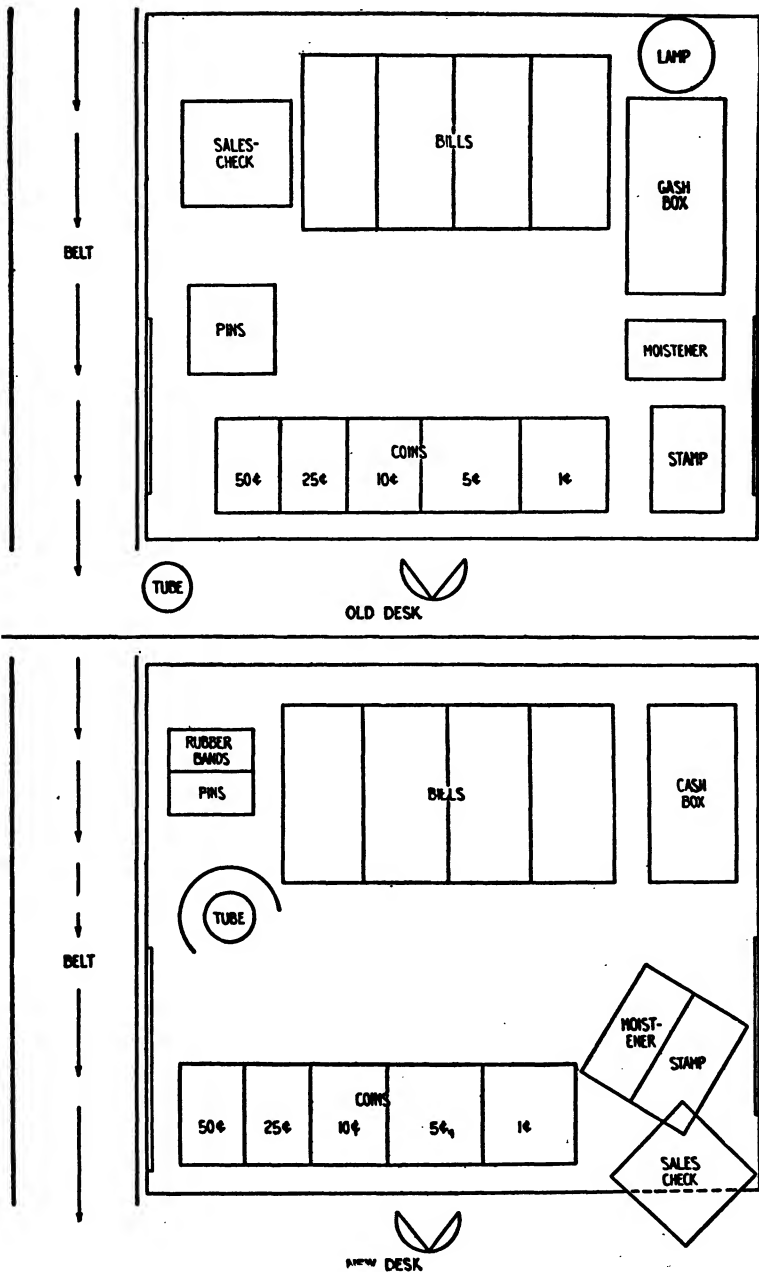 LAMP
SALES-
CHECK
BILLS
CASH
BOX
BELT
PINS
MOISTENER
COINS
50¢ 25¢ 10¢ 5¢ 1¢
STAMP
TUBE
OLD DESK
RUBBER
BANDS
PINS
BILLS
CASH
BOX
TUBE
BELT
MOIST-
ENER
STAMP
COINS
50¢ 25¢ 10¢ 5¢ 1¢
SALES
CHECK
NEW DESK